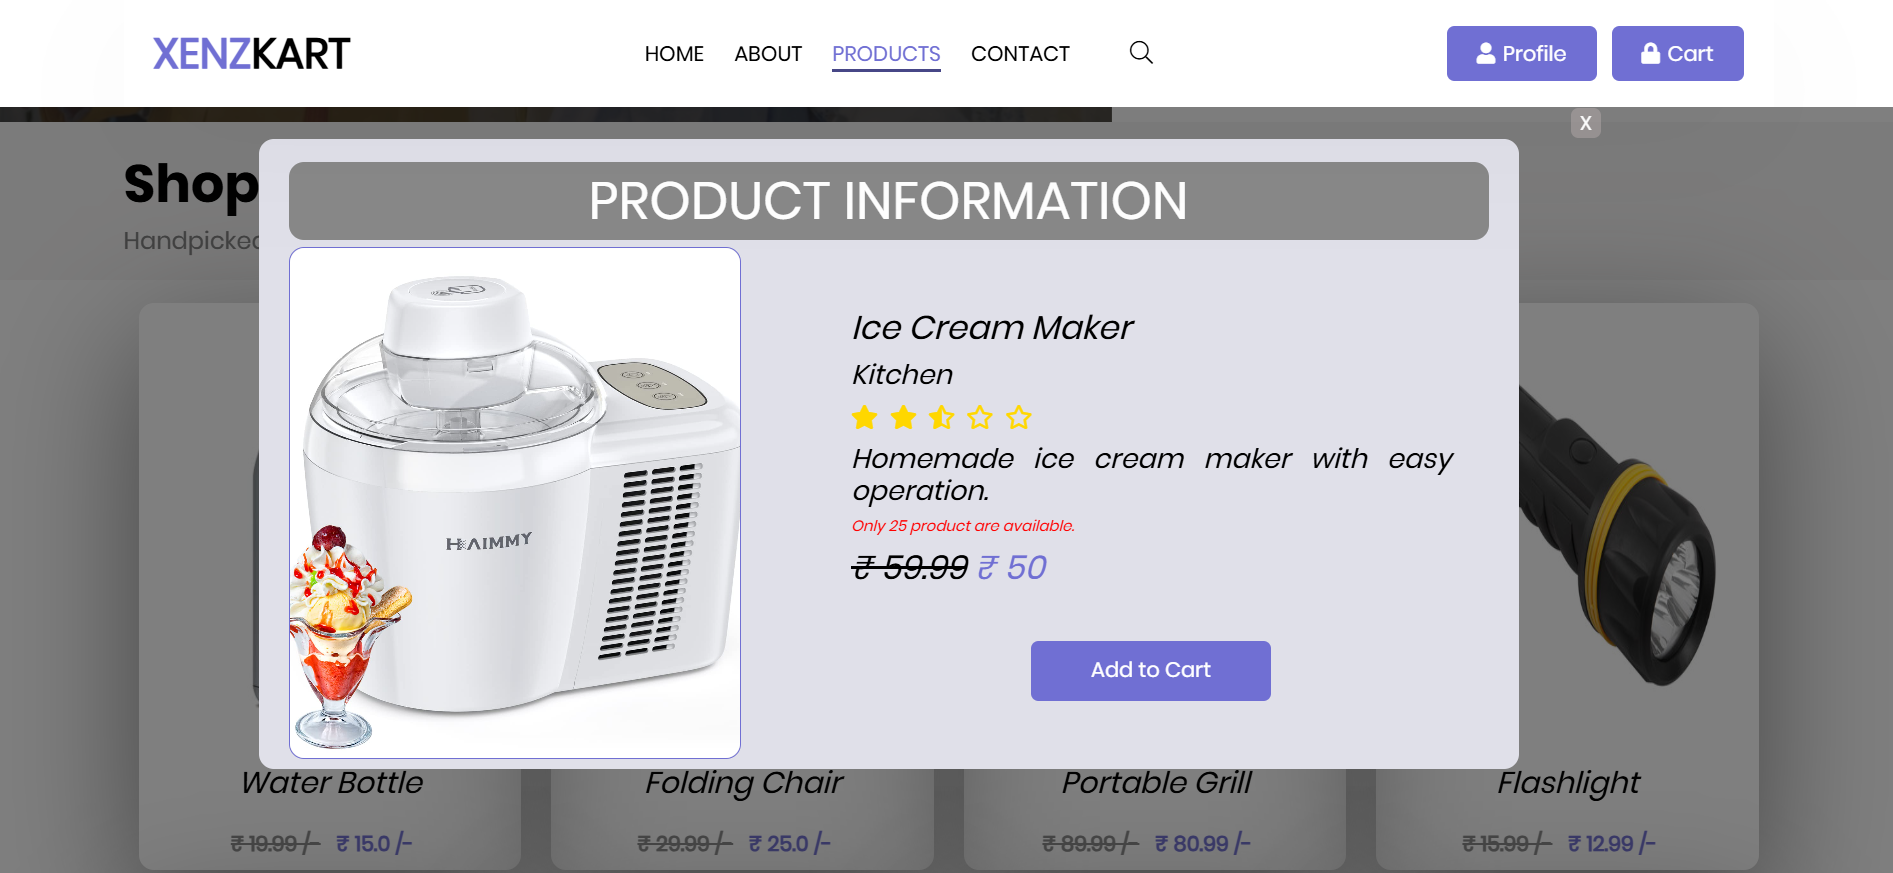 XENZKART
HOME ABOUT PRODUCTS CONTACT
Profile Cart
X
Shop
PRODUCT INFORMATION
HAIMMY
Ice Cream Maker
Kitchen
Homemade ice cream maker with easy
operation.
Only 25 product are available.
₹ 59.99 ₹ 50
Add to Cart
Water Bottle
₹ 19.99 /- ₹ 15.0 /-
Folding Chair
₹ 29.99 /- ₹ 25.0 /-
Portable Grill
₹ 89.99 /- ₹ 80.99 /-
Flashlight
₹ 15.99 /- ₹ 12.99 /-